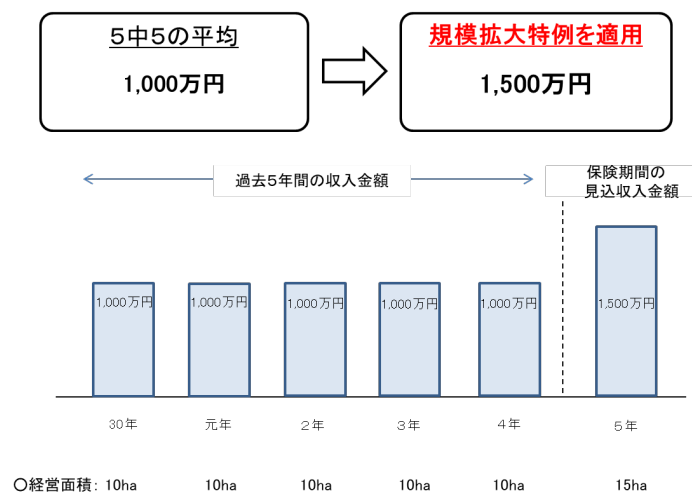 ５中５の平均
1,000万円
規模拡大特例を適用
1,500万円
過去５年間の収入金額
保険期間の
見込収入金額
1,000万円 1,000万円 1,000万円 1,000万円 1,000万円 1,500万円
30年 元年 ２年 ３年 ４年 ５年
〇経営面積： 10ha 10ha 10ha 10ha 10ha 15ha